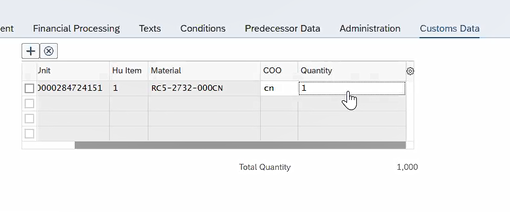 ent Financial Processing Texts Conditions Predecessor Data Administration Customs Data
Unit Hu Item Material COO Quantity
0000284724151 1 RC5-2732-000CN cn 1
Total Quantity 1,000